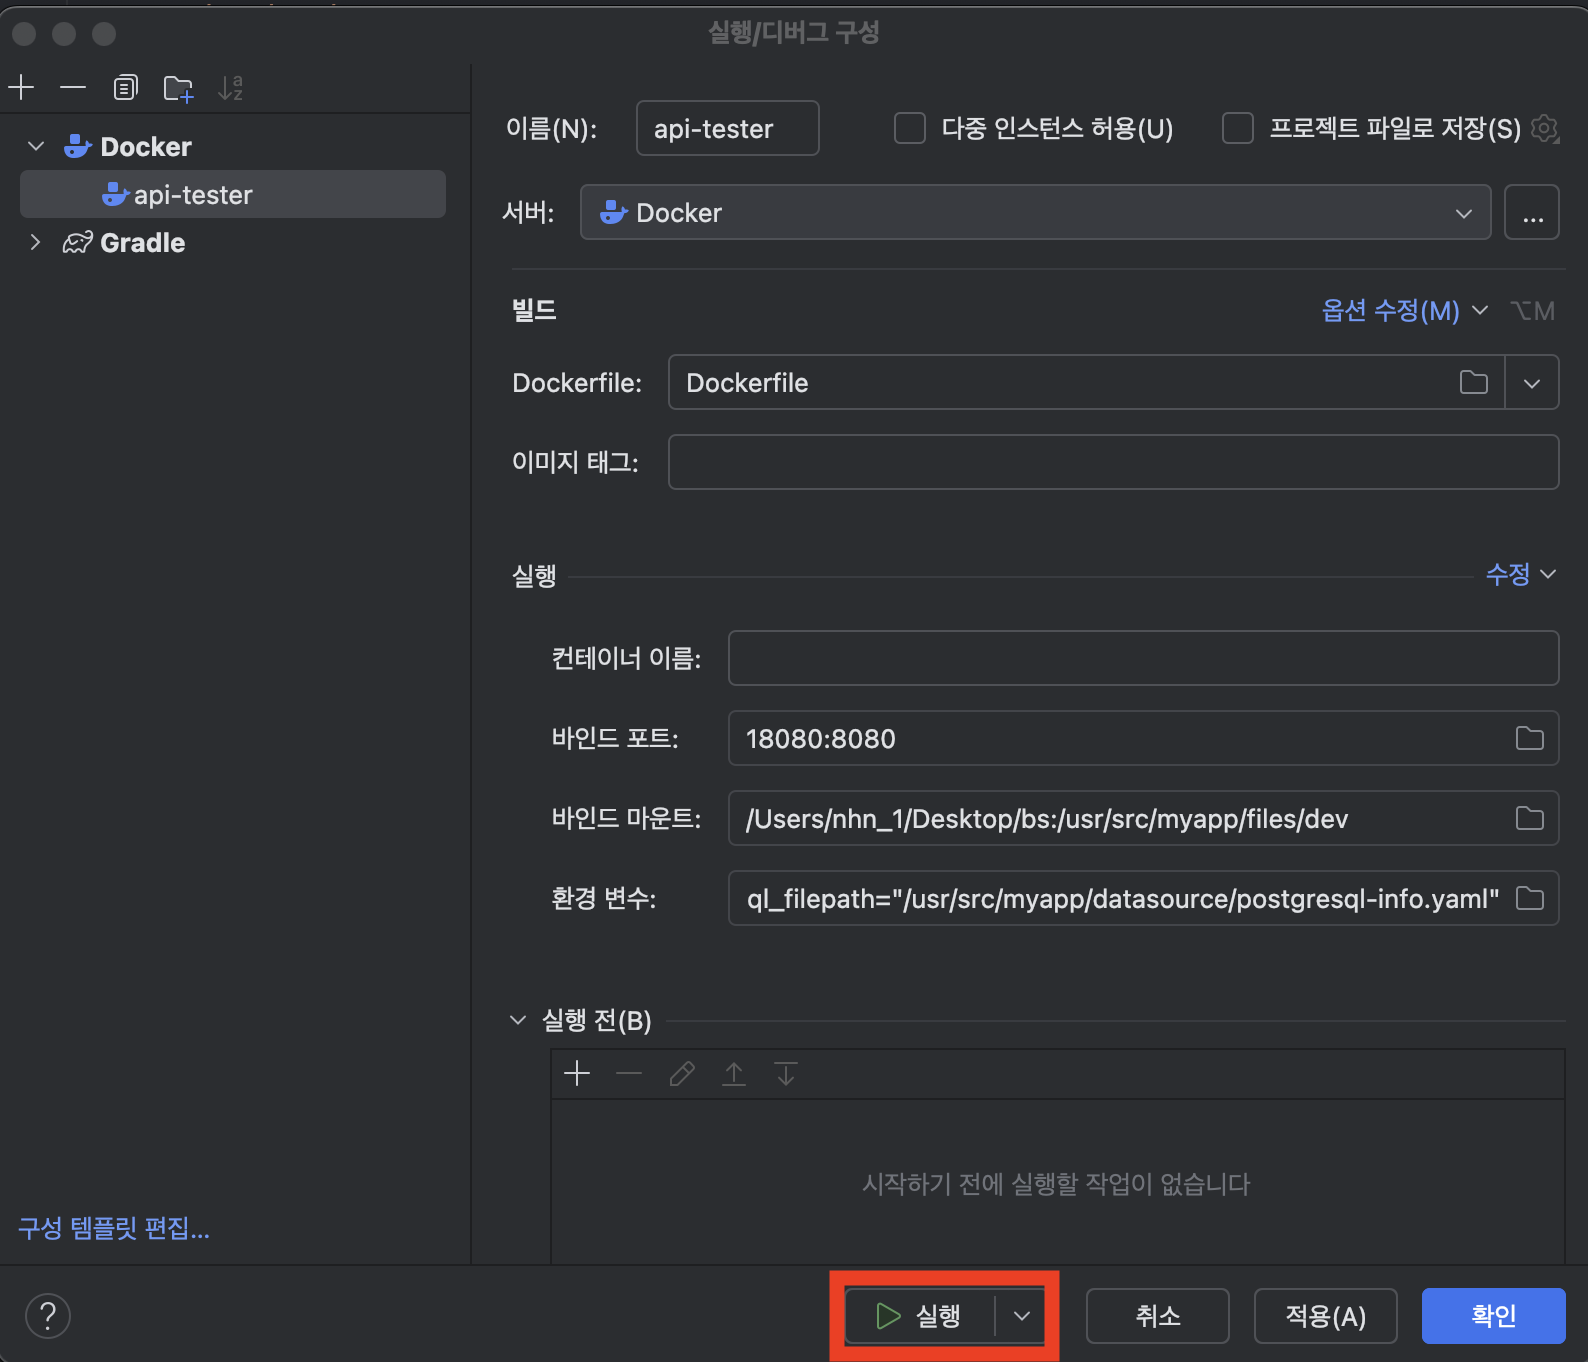 실행/디버그 구성
Docker
api-tester
Gradle
구성 템플릿 편집...
이름(N): api-tester 다중 인스턴스 허용(U) 프로젝트 파일로 저장(S)
서버: Docker ...
빌드 옵션 수정(M) ⌥M
Dockerfile: Dockerfile
이미지 태그:
실행 수정
컨테이너 이름:
바인드 포트: 18080:8080
바인드 마운트: /Users/nhn_1/Desktop/bs:/usr/src/myapp/files/dev
환경 변수: ql_filepath="/usr/src/myapp/datasource/postgresql-info.yaml"
실행 전(B)
시작하기 전에 실행할 작업이 없습니다
? 실행 취소 적용(A) 확인